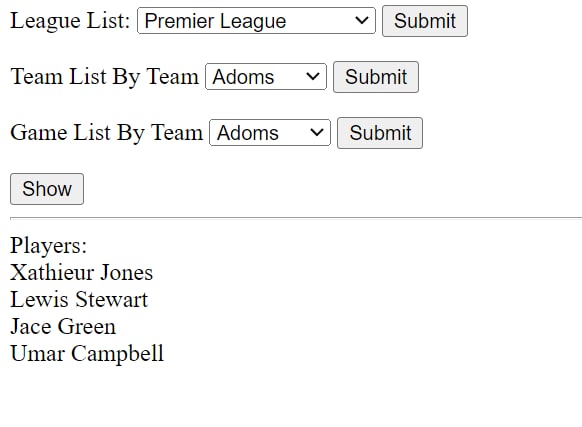 League List: Premier League Submit
Team List By Team Adoms Submit
Game List By Team Adoms Submit
Show
Players:
Xathieur Jones
Lewis Stewart
Jace Green
Umar Campbell